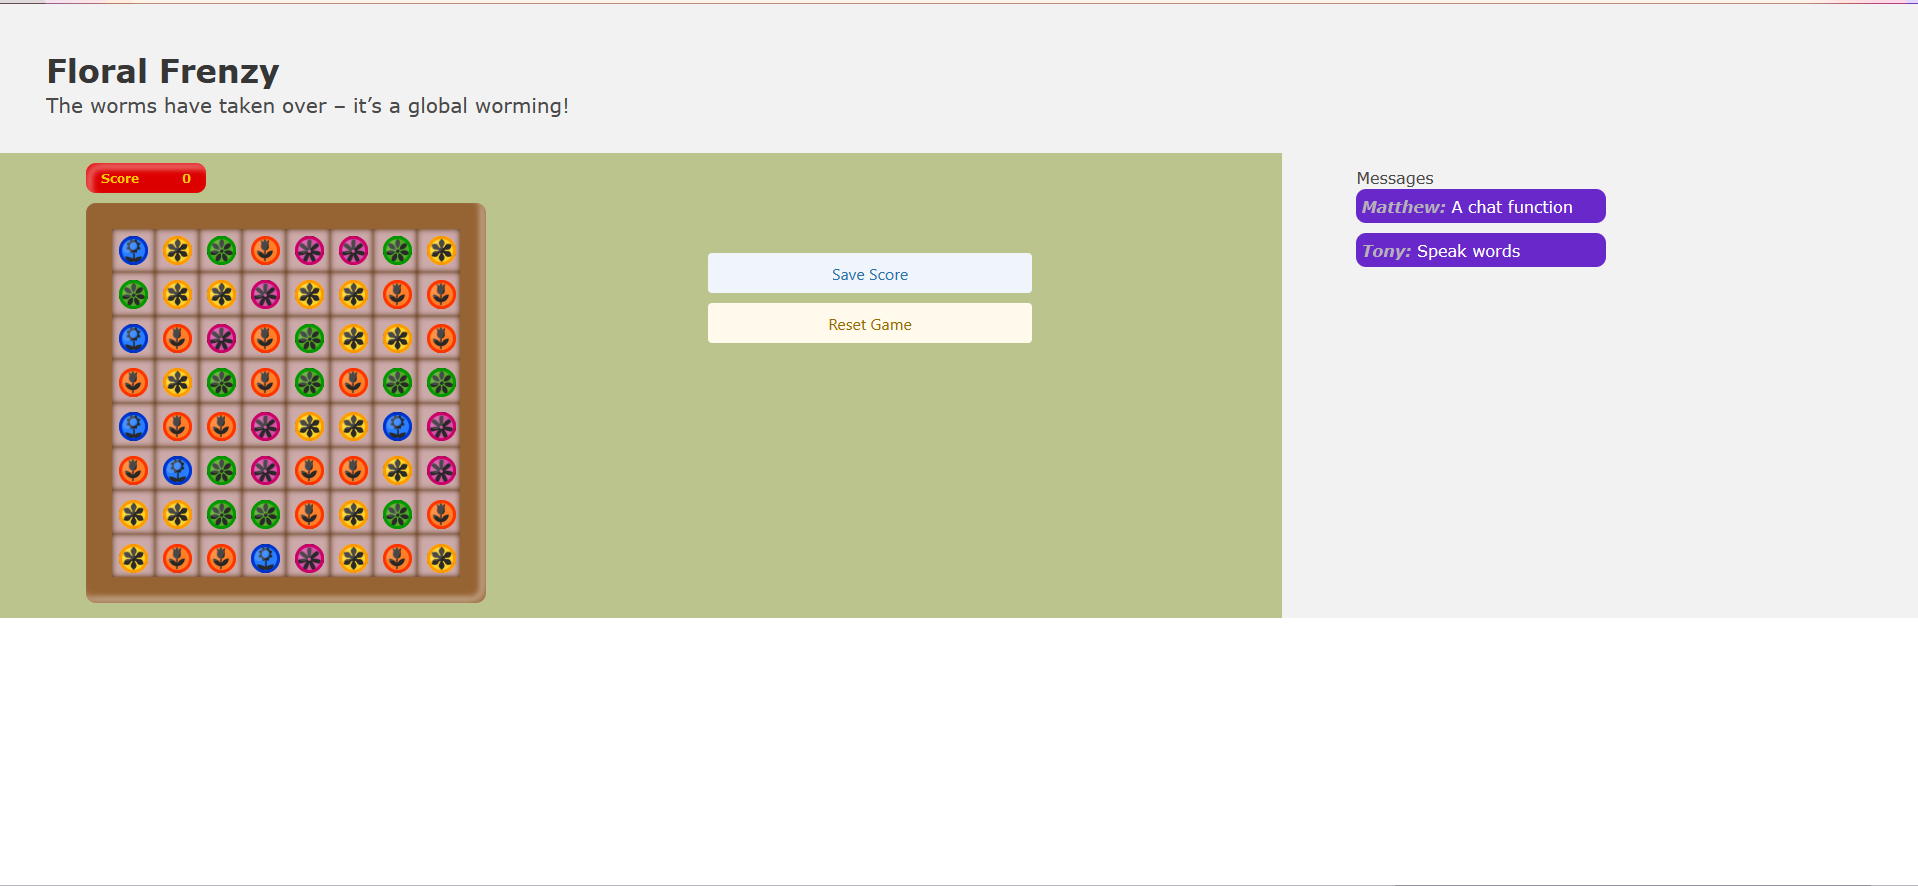 Floral Frenzy
The worms have taken over – it’s a global worming!
Score 0
Save Score
Reset Game
Messages
Matthew: A chat function
Tony: Speak words